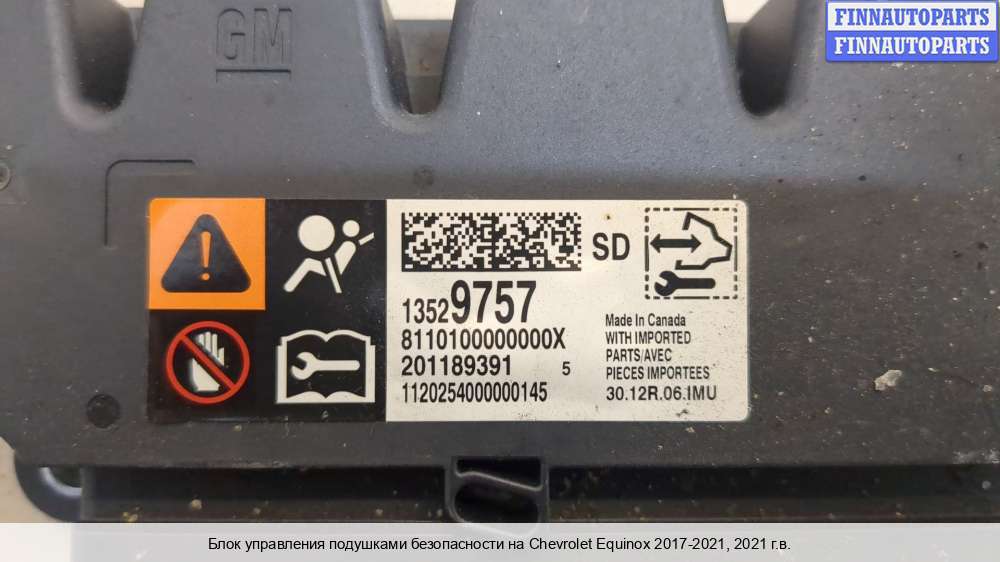 GM
FINNAUTOPARTS
FINNAUTOPARTS
SD
13529757
8110100000000X
201189391 5
1120254000000145
Made In Canada
WITH IMPORTED
PARTS/AVEC
PIECES IMPORTEES
30.12R.06.IMU
Блок управления подушками безопасности на Chevrolet Equinox 2017-2021, 2021 г.в.